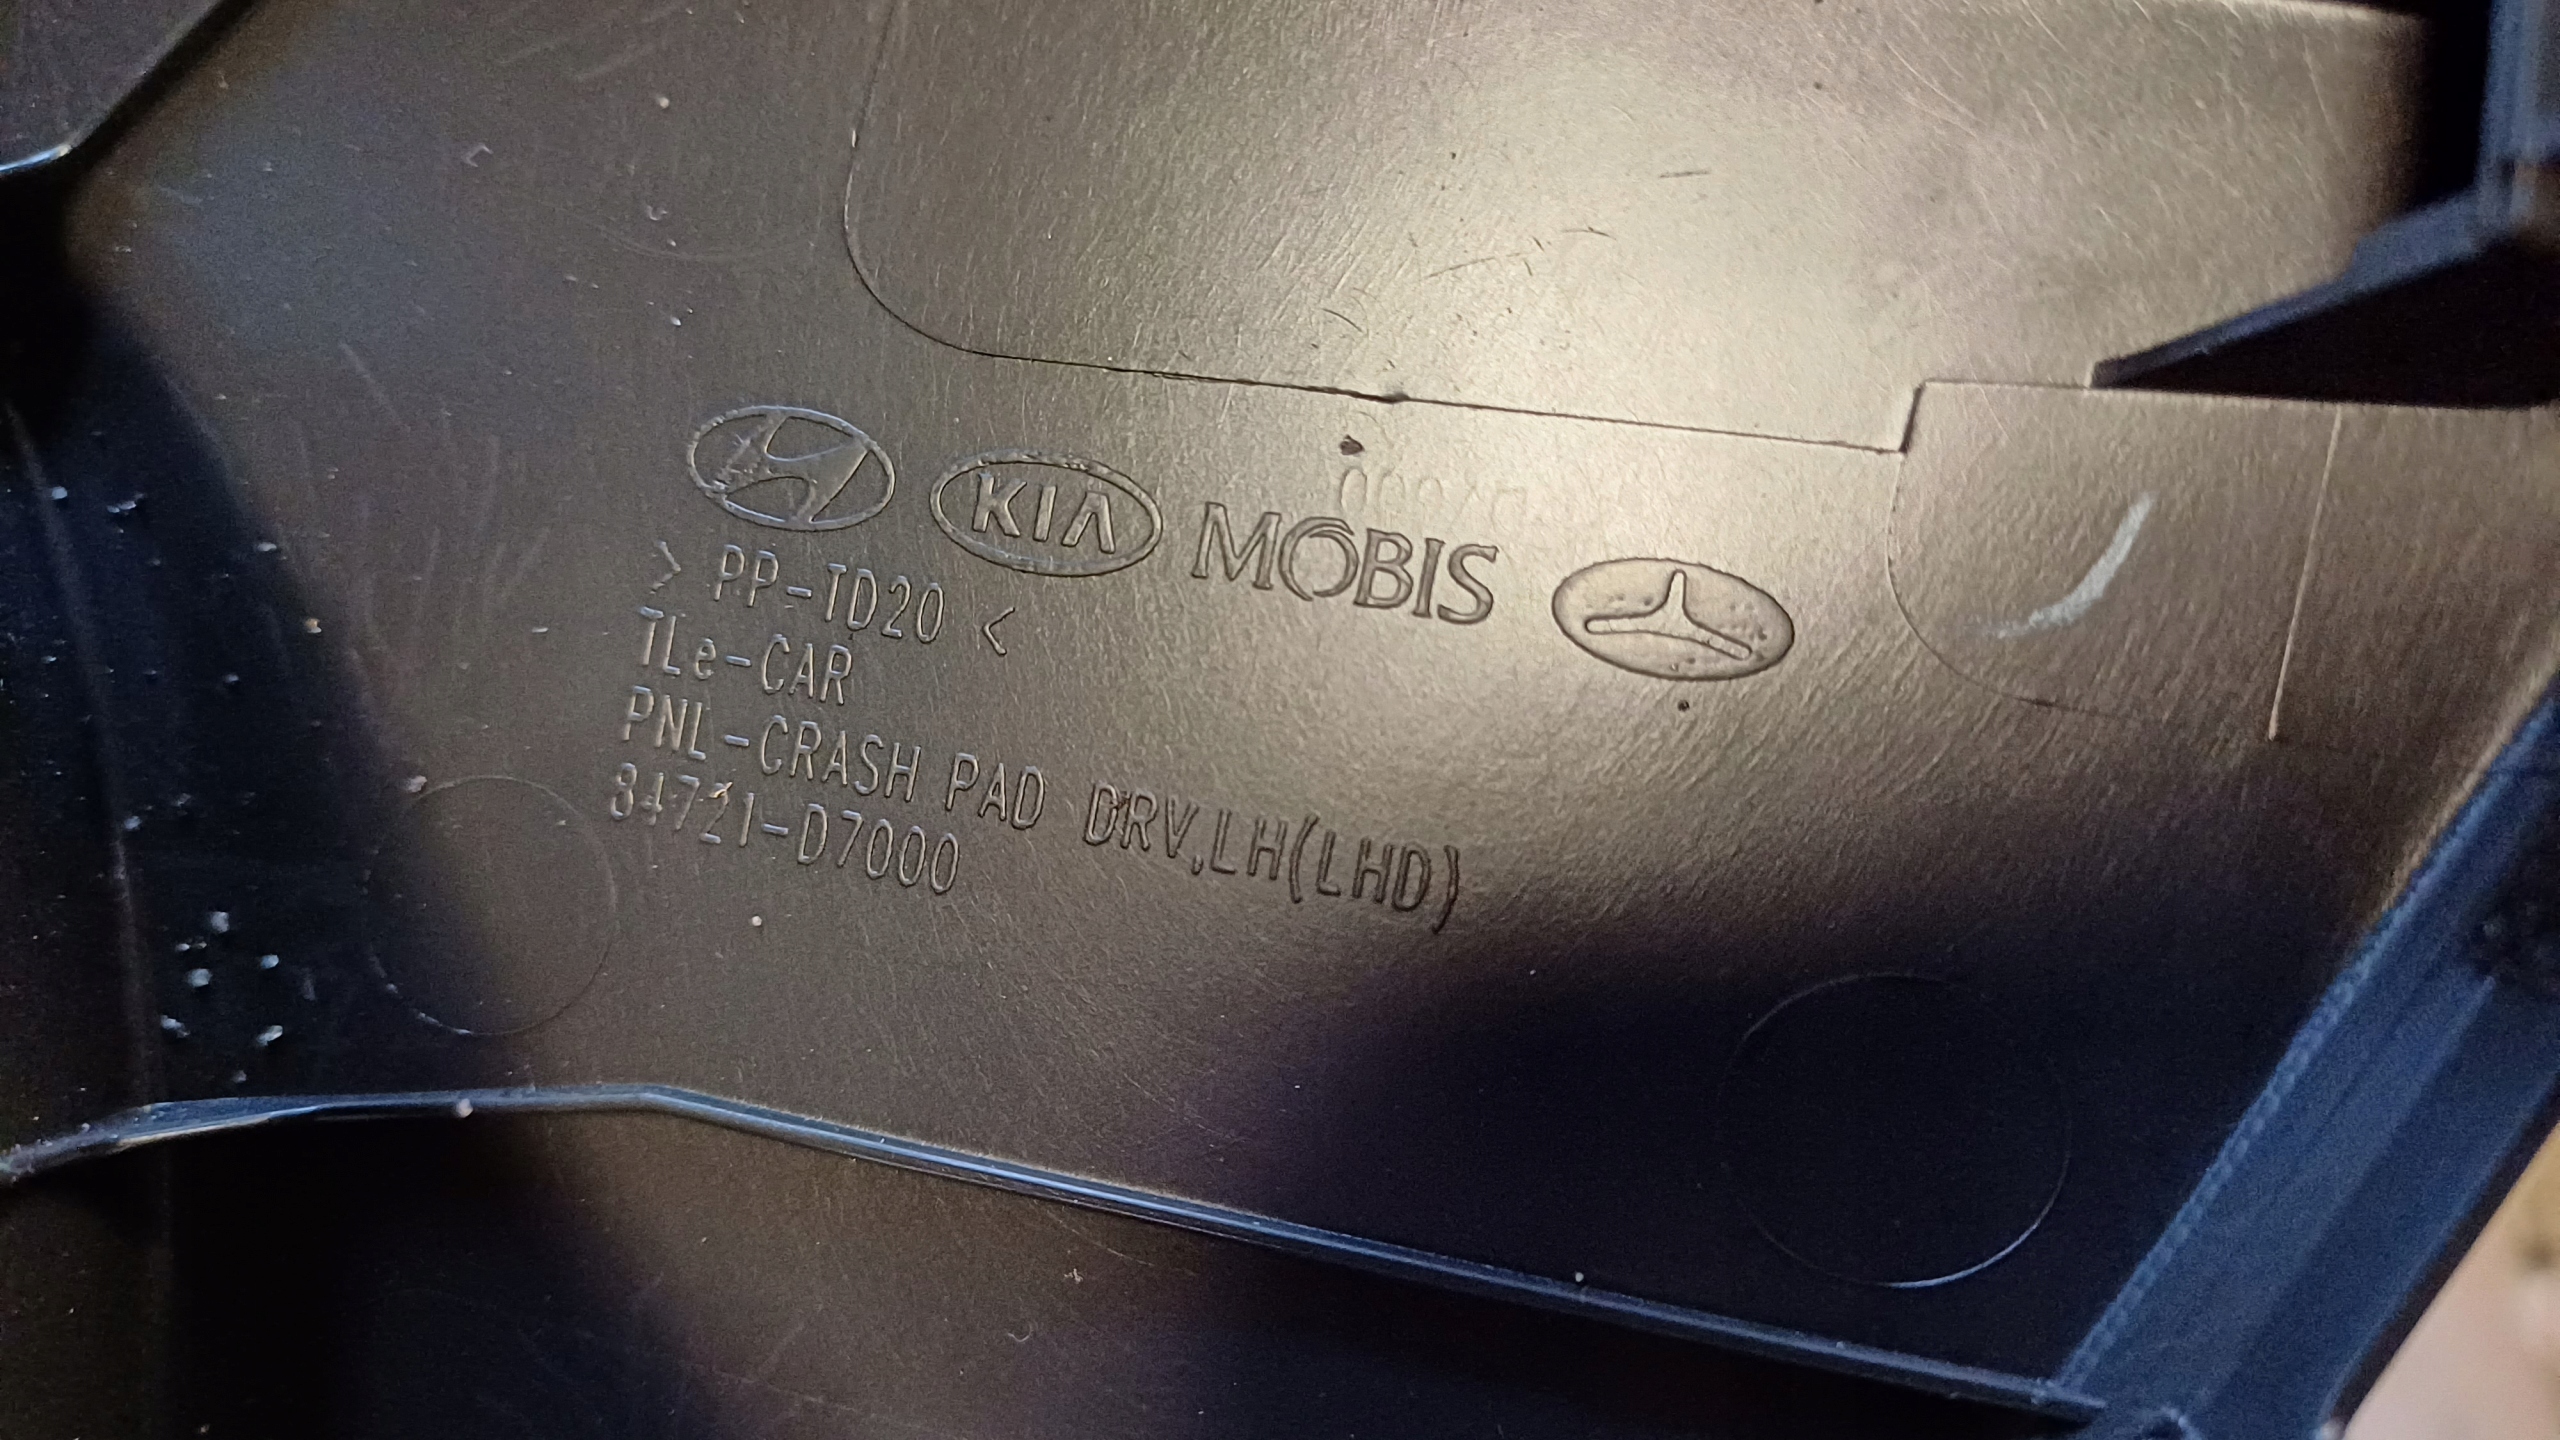 KIA MOBIS
> PP-TD20 <
TLe-CAR
PNL-CRASH PAD DRV,LH(LHD)
84721-D7000